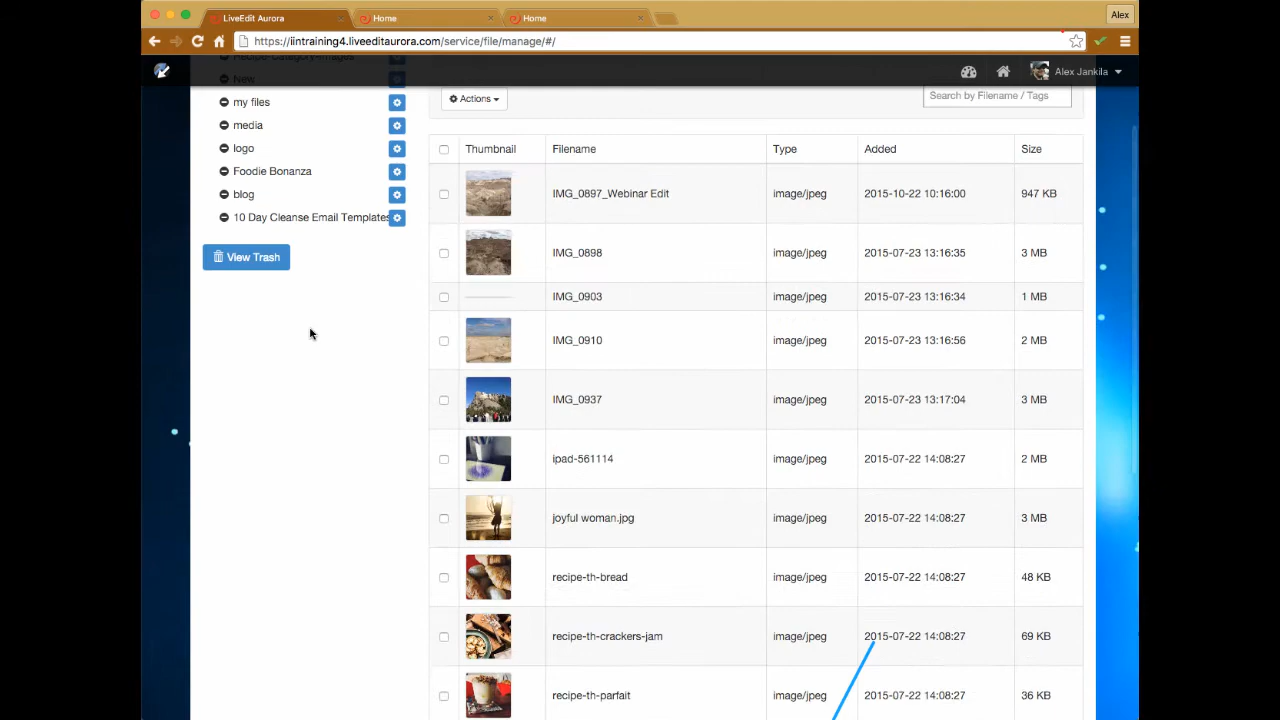 LiveEdit Aurora
Home
Home
Alex
https://iintraining4.liveeditaurora.com/service/file/manage/#/
Recipe-Category-Images
New
Alex Jankila
my files
media
logo
Foodie Bonanza
blog
10 Day Cleanse Email Templates
View Trash
Actions
Search by Filename / Tags
Thumbnail Filename Type Added Size
IMG_0897_Webinar Edit image/jpeg 2015-10-22 10:16:00 947 KB
IMG_0898 image/jpeg 2015-07-23 13:16:35 3 MB
IMG_0903 image/jpeg 2015-07-23 13:16:34 1 MB
IMG_0910 image/jpeg 2015-07-23 13:16:56 2 MB
IMG_0937 image/jpeg 2015-07-23 13:17:04 3 MB
ipad-561114 image/jpeg 2015-07-22 14:08:27 2 MB
joyful woman.jpg image/jpeg 2015-07-22 14:08:27 3 MB
recipe-th-bread image/jpeg 2015-07-22 14:08:27 48 KB
recipe-th-crackers-jam image/jpeg 2015-07-22 14:08:27 69 KB
recipe-th-parfait image/jpeg 2015-07-22 14:08:27 36 KB